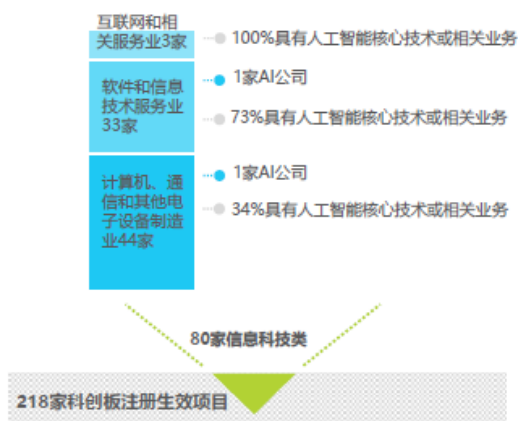 互联网和相
关服务业3家
100%具有人工智能核心技术或相关业务
软件和信息
技术服务业
33家
1家AI公司
73%具有人工智能核心技术或相关业务
计算机、通
信和其他电
子设备制造
业44家
1家AI公司
34%具有人工智能核心技术或相关业务
80家信息科技类
218家科创板注册生效项目